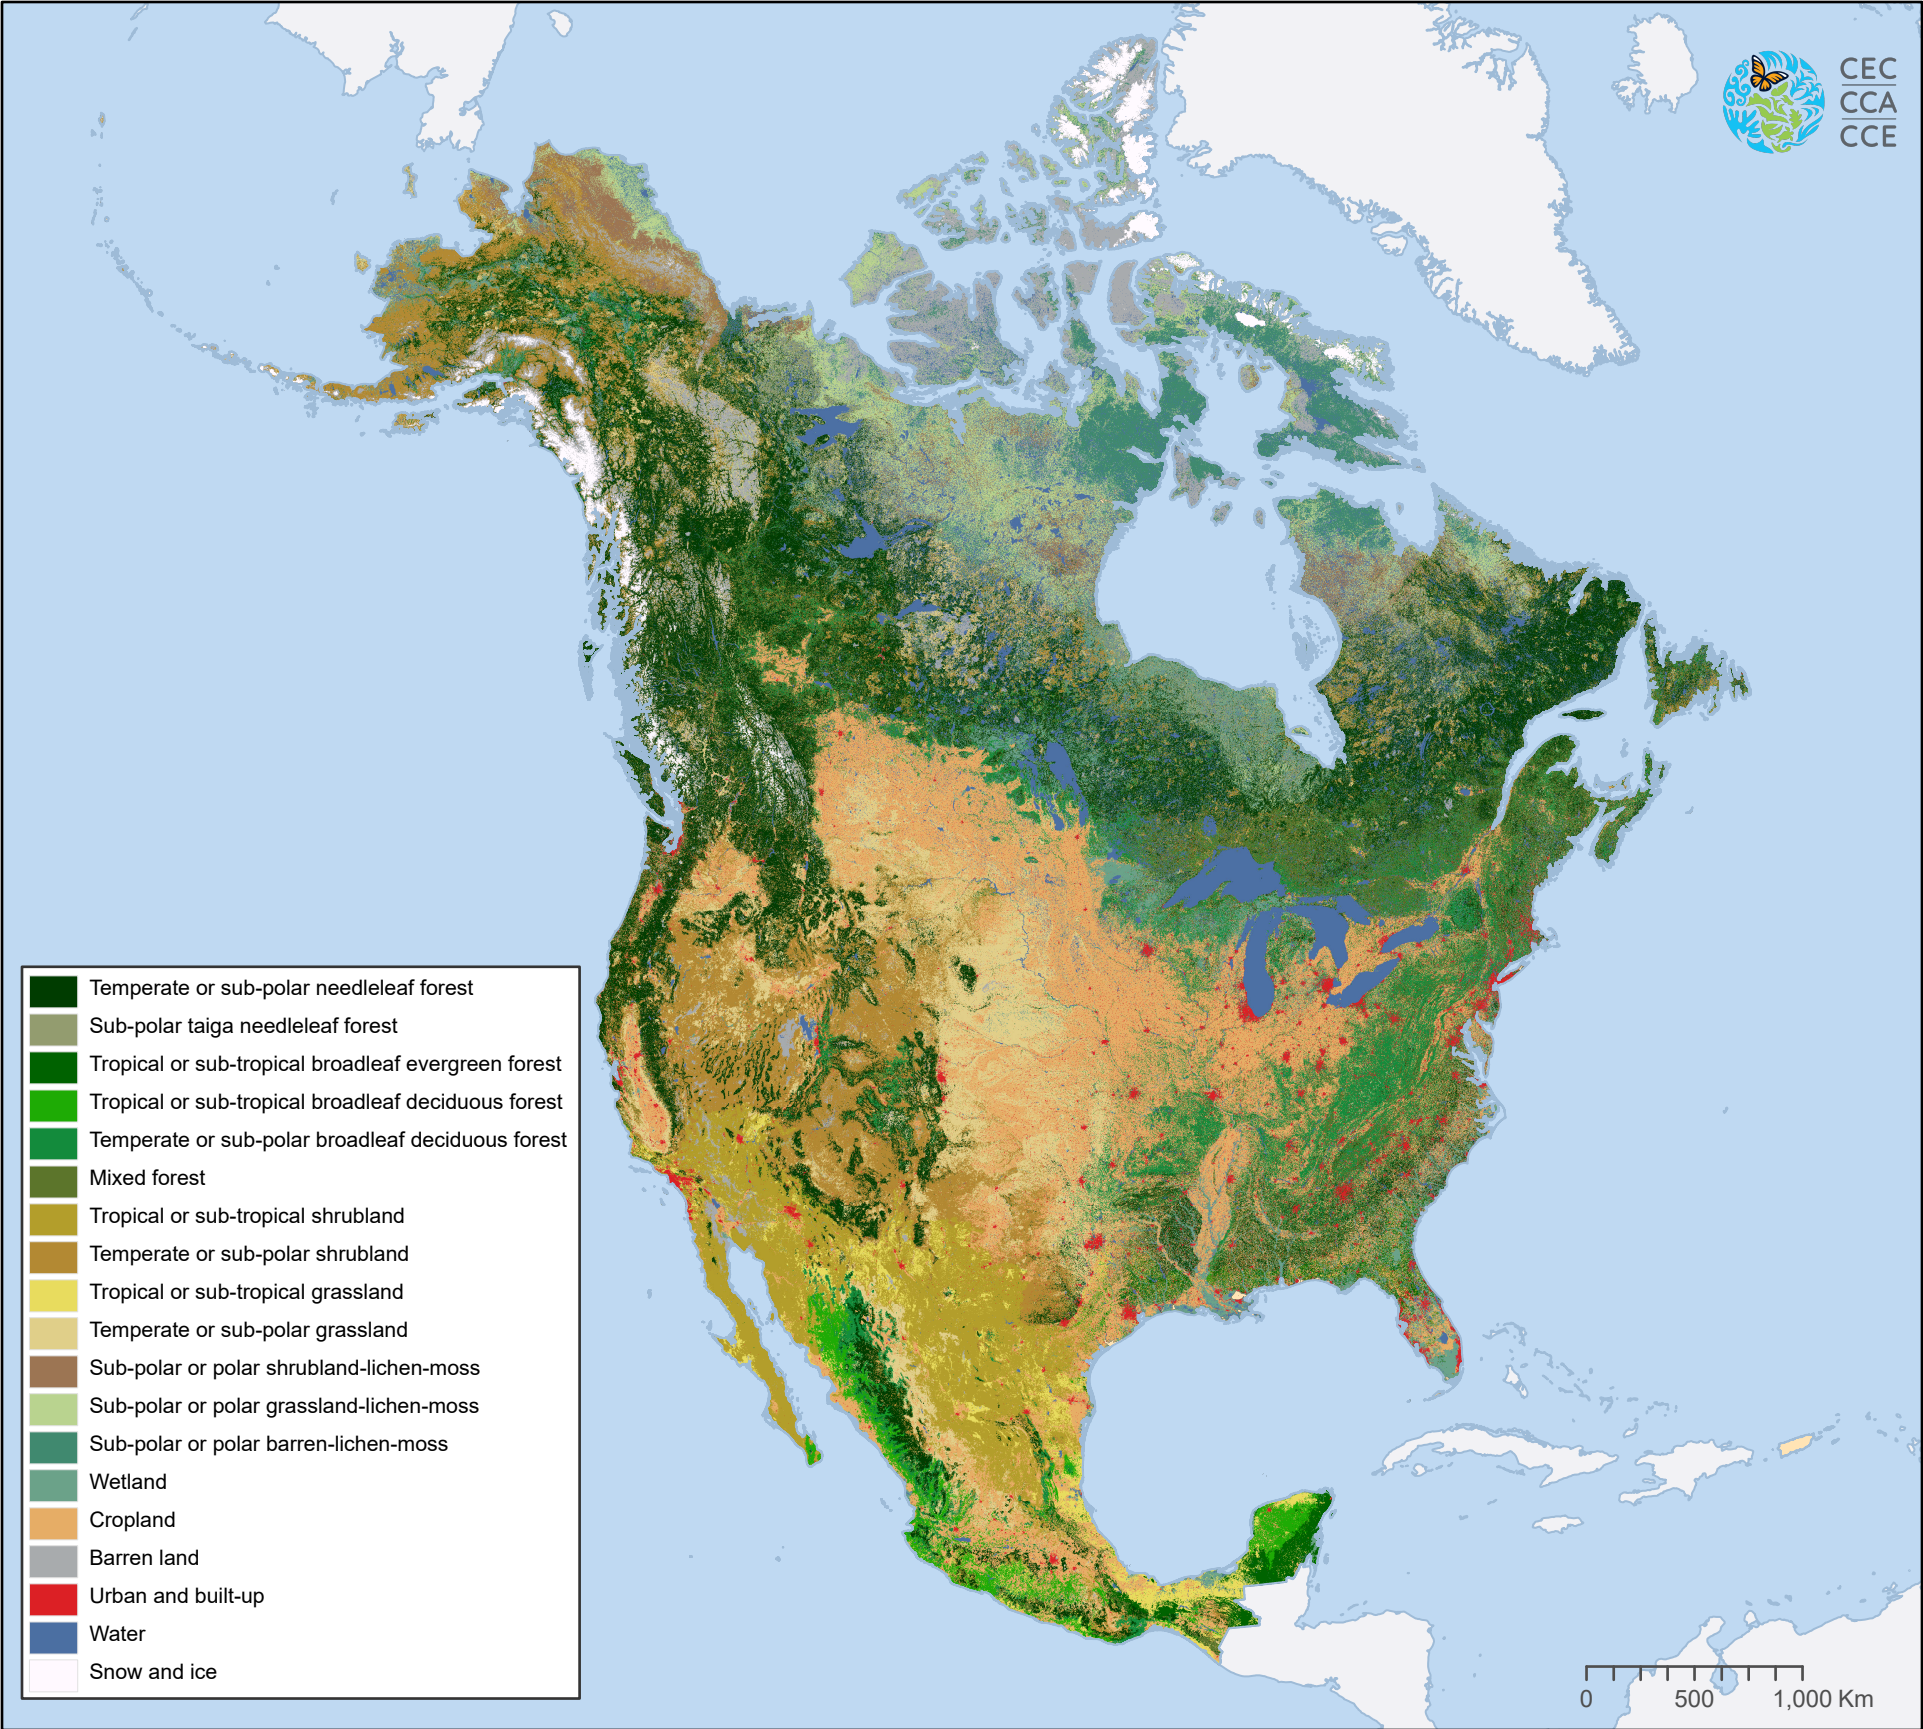 CEC
CCA
CCE
Temperate or sub-polar needleleaf forest
Sub-polar taiga needleleaf forest
Tropical or sub-tropical broadleaf evergreen forest
Tropical or sub-tropical broadleaf deciduous forest
Temperate or sub-polar broadleaf deciduous forest
Mixed forest
Tropical or sub-tropical shrubland
Temperate or sub-polar shrubland
Tropical or sub-tropical grassland
Temperate or sub-polar grassland
Sub-polar or polar shrubland-lichen-moss
Sub-polar or polar grassland-lichen-moss
Sub-polar or polar barren-lichen-moss
Wetland
Cropland
Barren land
Urban and built-up
Water
Snow and ice
0 500 1,000 Km